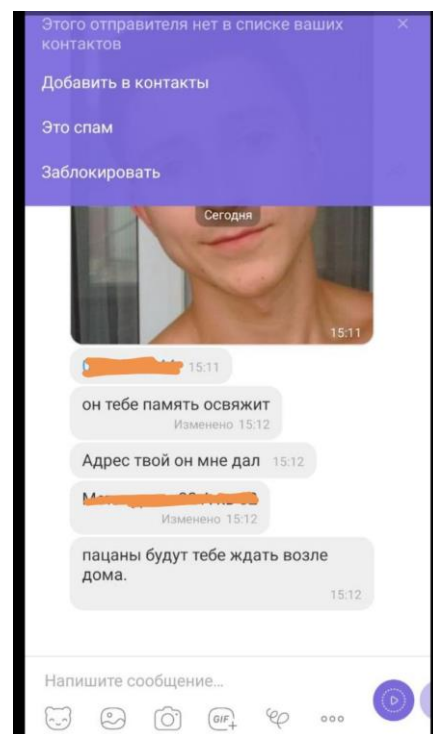 Этого отправителя нет в списке ваших
контактов
Добавить в контакты
Это спам
Заблокировать
Сегодня
15:11
15:11
он тебе память освяжит
Изменено 15:12
Адрес твой он мне дал 15:12
Изменено 15:12
пацаны будут тебе ждать возле
дома.
15:12
Напишите сообщение...
GIF